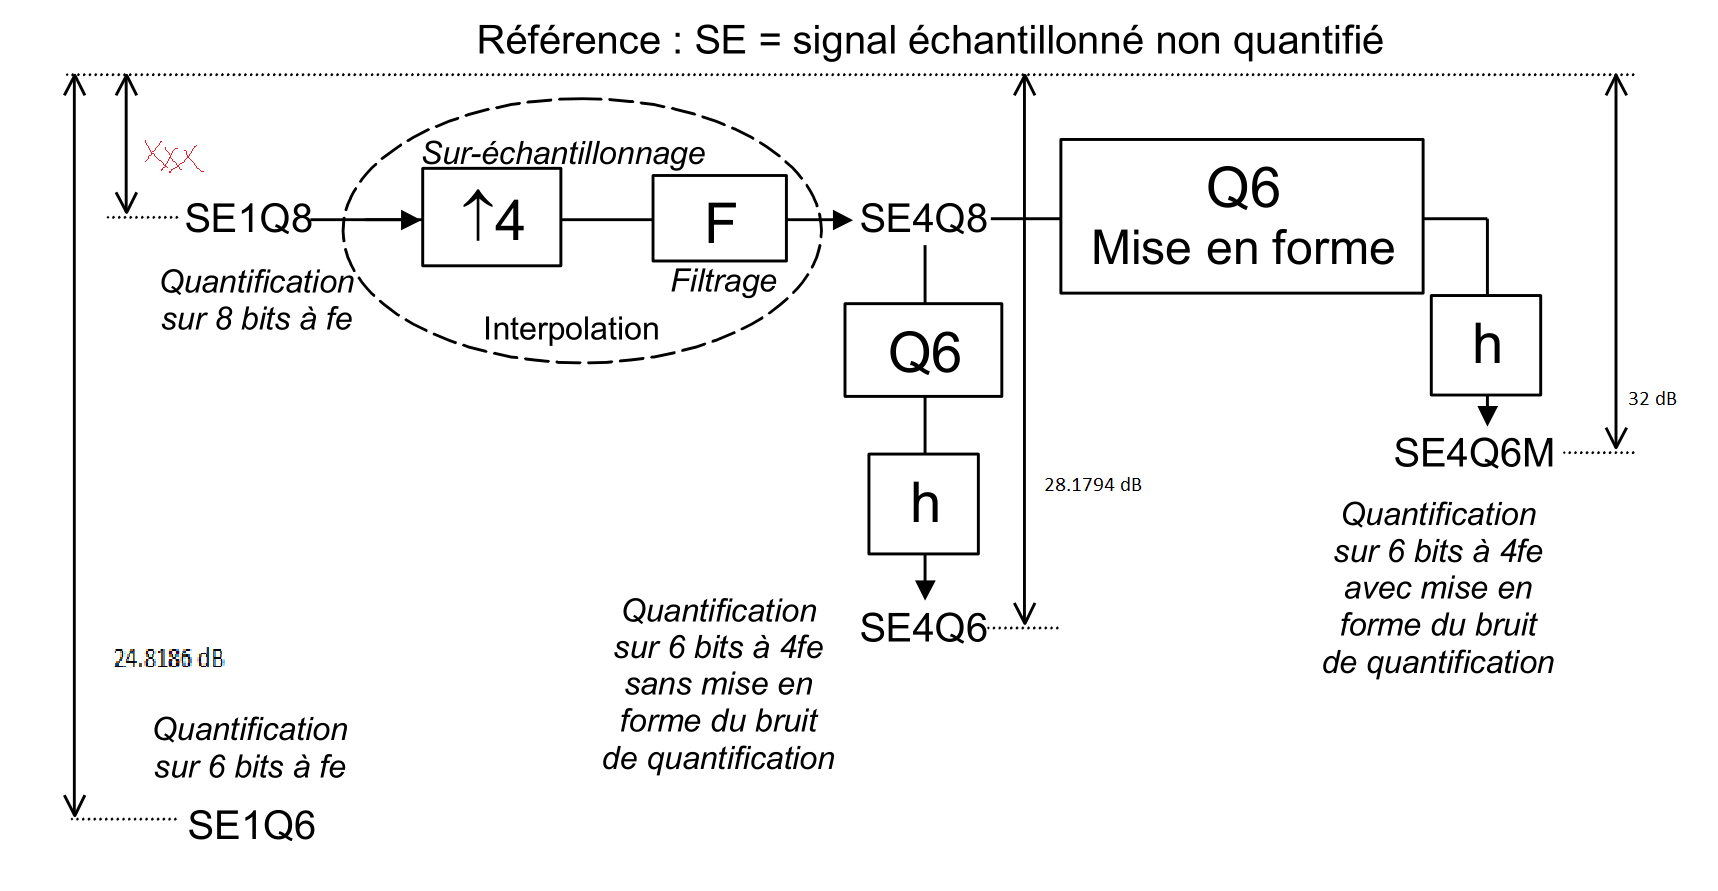 Référence : SE = signal échantillonné non quantifié
xxx
Sur-échantillonnage
↑4
F
Filtrage
Interpolation
SE1Q8
Quantification
sur 8 bits à fe
SE4Q8
Q6
Mise en forme
h
32 dB
SE4Q6M
Quantification
sur 6 bits à 4fe
avec mise en
forme du bruit
de quantification
Q6
h
28.1794 dB
SE4Q6
Quantification
sur 6 bits à 4fe
sans mise en
forme du bruit
de quantification
24.8186 dB
Quantification
sur 6 bits à fe
SE1Q6